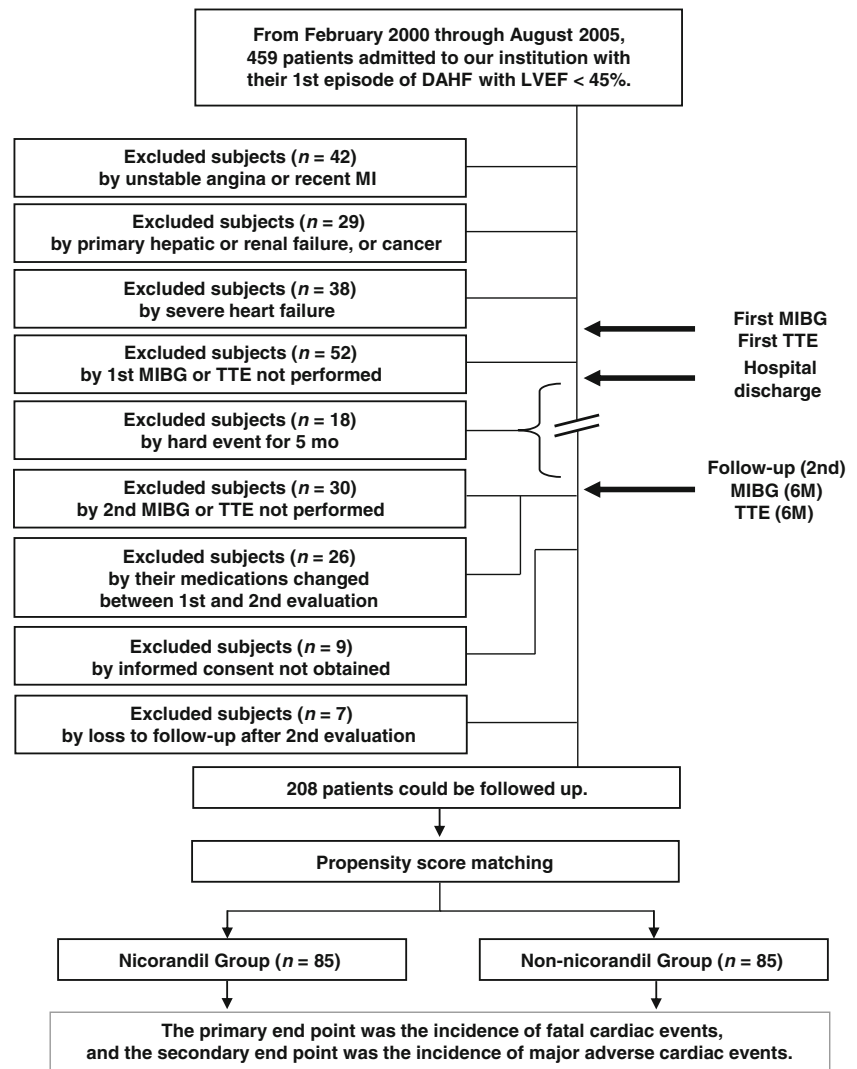 From February 2000 through August 2005,
459 patients admitted to our institution with
their 1st episode of DAHF with LVEF < 45%.
Excluded subjects (n = 42)
by unstable angina or recent MI
Excluded subjects (n = 29)
by primary hepatic or renal failure, or cancer
Excluded subjects (n = 38)
by severe heart failure
First MIBG
First TTE
Excluded subjects (n = 52)
by 1st MIBG or TTE not performed
Hospital
discharge
Excluded subjects (n = 18)
by hard event for 5 mo
Follow-up (2nd)
MIBG (6M)
TTE (6M)
Excluded subjects (n = 30)
by 2nd MIBG or TTE not performed
Excluded subjects (n = 26)
by their medications changed
between 1st and 2nd evaluation
Excluded subjects (n = 9)
by informed consent not obtained
Excluded subjects (n = 7)
by loss to follow-up after 2nd evaluation
208 patients could be followed up.
Propensity score matching
Nicorandil Group (n = 85)
Non-nicorandil Group (n = 85)
The primary end point was the incidence of fatal cardiac events,
and the secondary end point was the incidence of major adverse cardiac events.